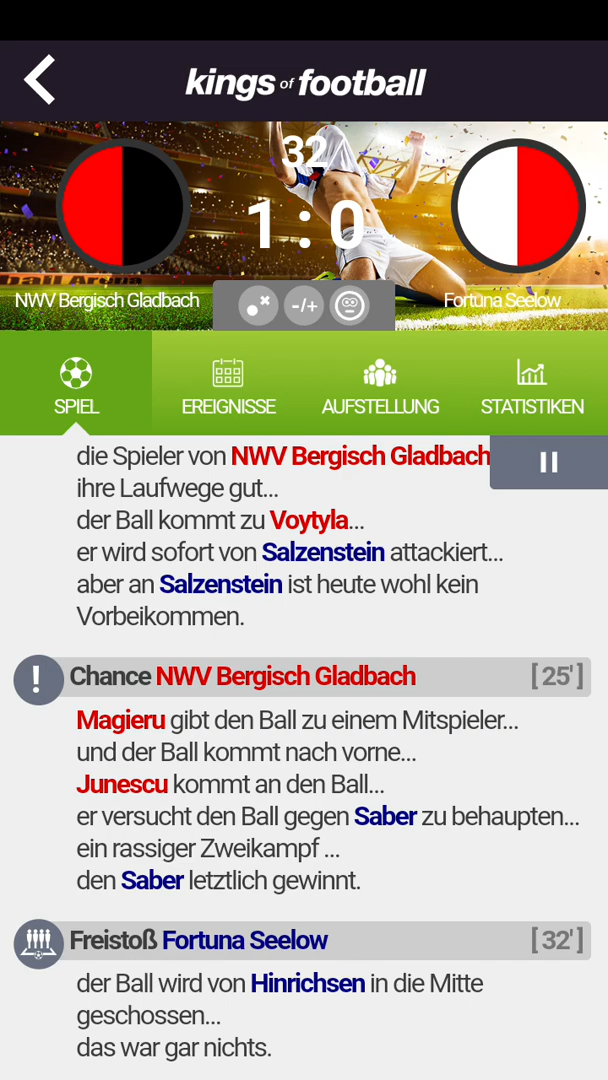 kings of football
32
1 : 0
NWV Bergisch Gladbach
-/+
Fortuna Seelow
SPIEL
EREIGNISSE
AUFSTELLUNG
STATISTIKEN
die Spieler von NWV Bergisch Gladbach
ihre Laufwege gut...
der Ball kommt zu Voytyla...
er wird sofort von Salzenstein attackiert...
aber an Salzenstein ist heute wohl kein
Vorbeikommen.
! Chance NWV Bergisch Gladbach [ 25' ]
Magieru gibt den Ball zu einem Mitspieler...
und der Ball kommt nach vorne...
Junescu kommt an den Ball...
er versucht den Ball gegen Saber zu behaupten...
ein rassiger Zweikampf ...
den Saber letztlich gewinnt.
Freistoß Fortuna Seelow [ 32' ]
der Ball wird von Hinrichsen in die Mitte
geschossen...
das war gar nichts.